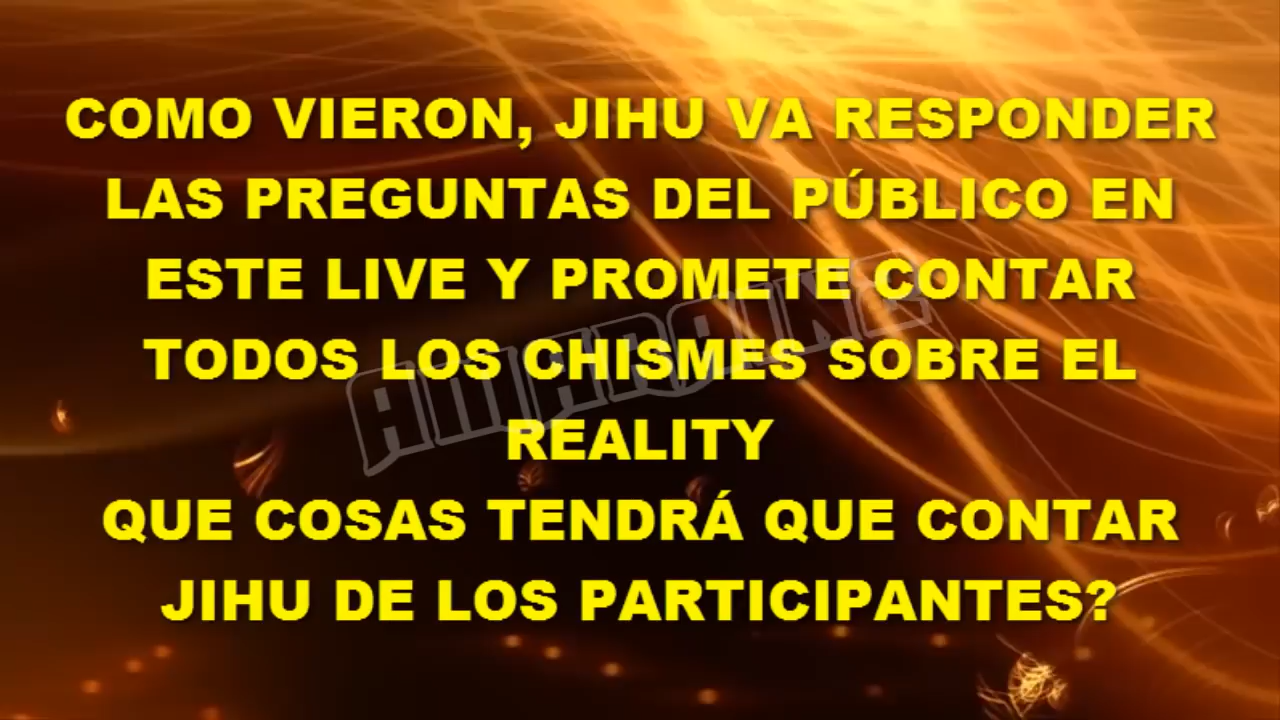 COMO VIERON, JIHU VA RESPONDER
LAS PREGUNTAS DEL PÚBLICO EN
ESTE LIVE Y PROMETE CONTAR
TODOS LOS CHISMES SOBRE EL
REALITY
QUE COSAS TENDRÁ QUE CONTAR
JIHU DE LOS PARTICIPANTES?